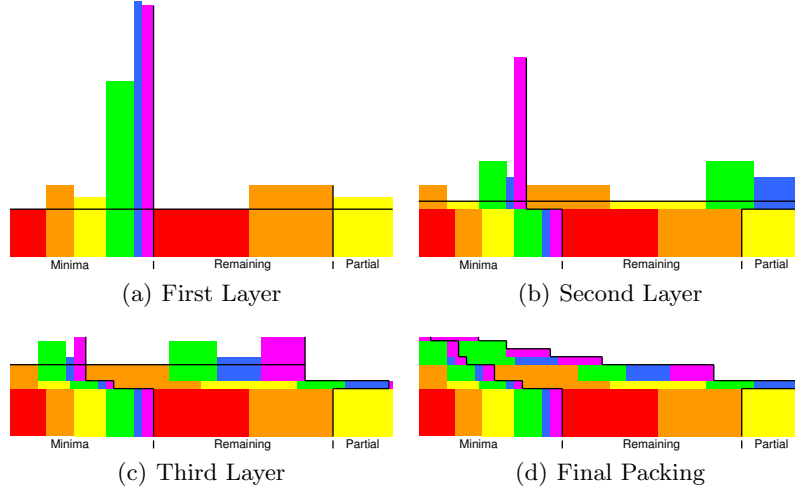 Minima Remaining Partial
Minima Remaining Partial
(a) First Layer
(b) Second Layer
Minima Remaining Partial
Minima Remaining Partial
(c) Third Layer
(d) Final Packing